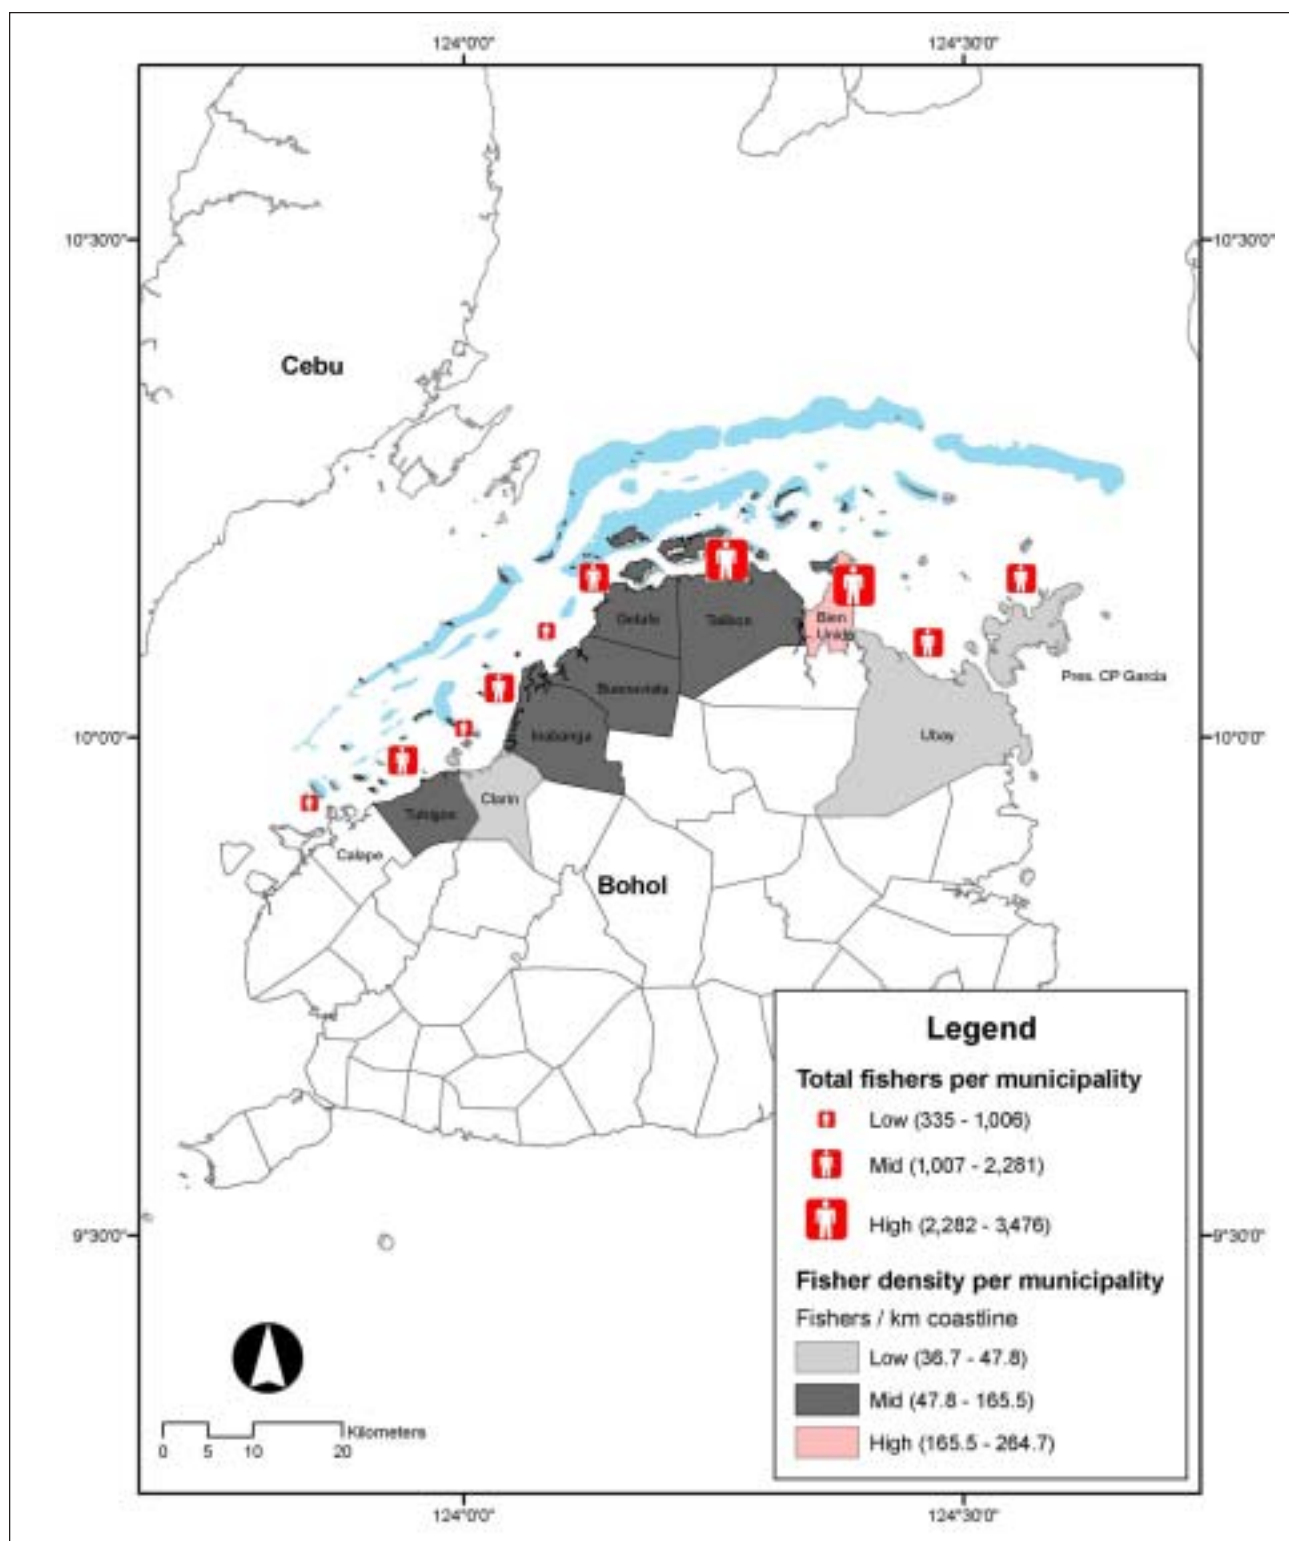 124°0'0"
124°30'0"
10°30'0"
10°30'0"
Cebu
Getafe
Talibon
Bien
Unido
Buenavista
Pres. CP Garcia
Inabanga
Ubay
10°0'0"
10°0'0"
Clarin
Tubigon
Calape
Bohol
Legend
Total fishers per municipality
Low (335 - 1,006)
Mid (1,007 - 2,281)
High (2,282 - 3,476)
9°30'0"
9°30'0"
Fisher density per municipality
Fishers / km coastline
Low (36.7 - 47.8)
Mid (47.8 - 165.5)
High (165.5 - 264.7)
Kilometers
0 5 10 20
124°0'0"
124°30'0"